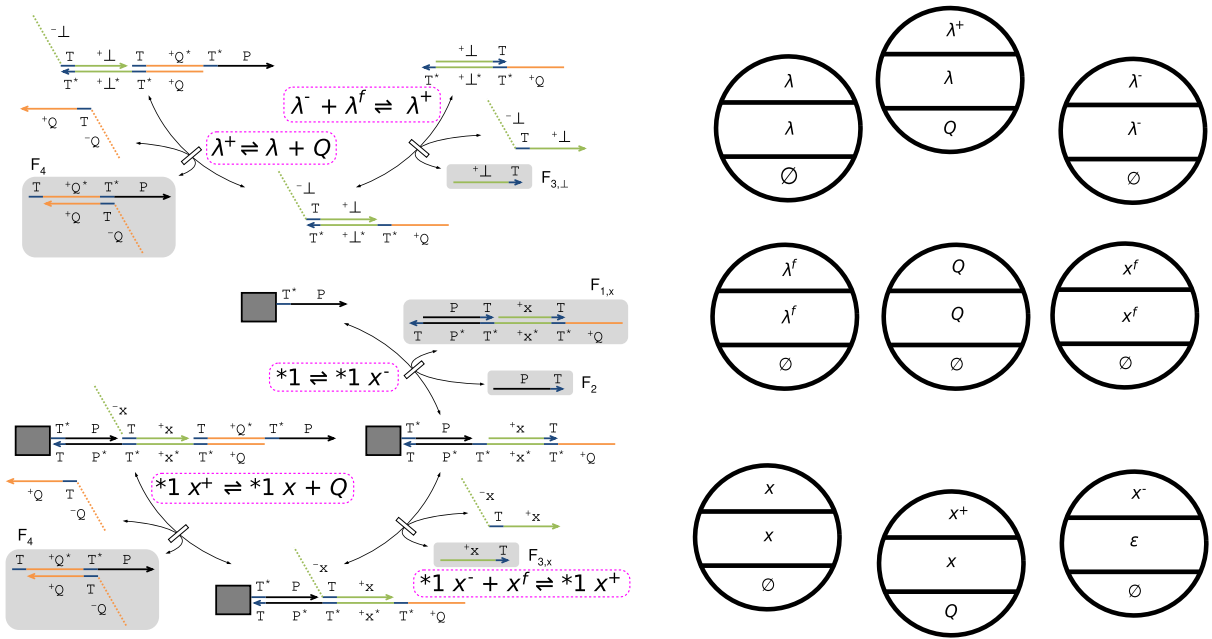 ⁻⊥
T ⁺⊥ T ⁺Q* T* P
T* ⁺⊥* T* ⁺Q
⁺Q T
⁻Q
F₄
T ⁺Q* T* P
⁺Q T
⁻Q
λ⁺ ⇌ λ + Q
λ⁻ + λᶠ ⇌ λ⁺
⁺⊥ T
T* ⁺⊥* T* ⁺Q
⁻⊥
T ⁺⊥
⁺⊥ T
F₃,⊥
⁻⊥
T ⁺⊥
T* ⁺⊥* T* ⁺Q
T* P
F₁,ₓ
P T ⁺x T
T P* T* ⁺x* T* ⁺Q
*1 ⇌ *1 x⁻
P T
F₂
⁻x
T* P T ⁺x T ⁺Q* T* P
T P* T* ⁺x* T* ⁺Q
T* P ⁺x T
T P* T* ⁺x* T* ⁺Q
*1 x⁺ ⇌ *1 x + Q
⁺Q T
⁻Q
F₄
T ⁺Q* T* P
⁺Q T
⁻Q
⁻x
T ⁺x
⁺x T
F₃,ₓ
*1 x⁻ + xᶠ ⇌ *1 x⁺
⁻x
T* P T ⁺x
T P* T* ⁺x* T* ⁺Q
λ
λ
∅
λ⁺
λ
Q
λ⁻
λ⁻
∅
λᶠ
λᶠ
∅
Q
Q
∅
xᶠ
xᶠ
∅
x
x
∅
x⁺
x
Q
x⁻
ε
∅